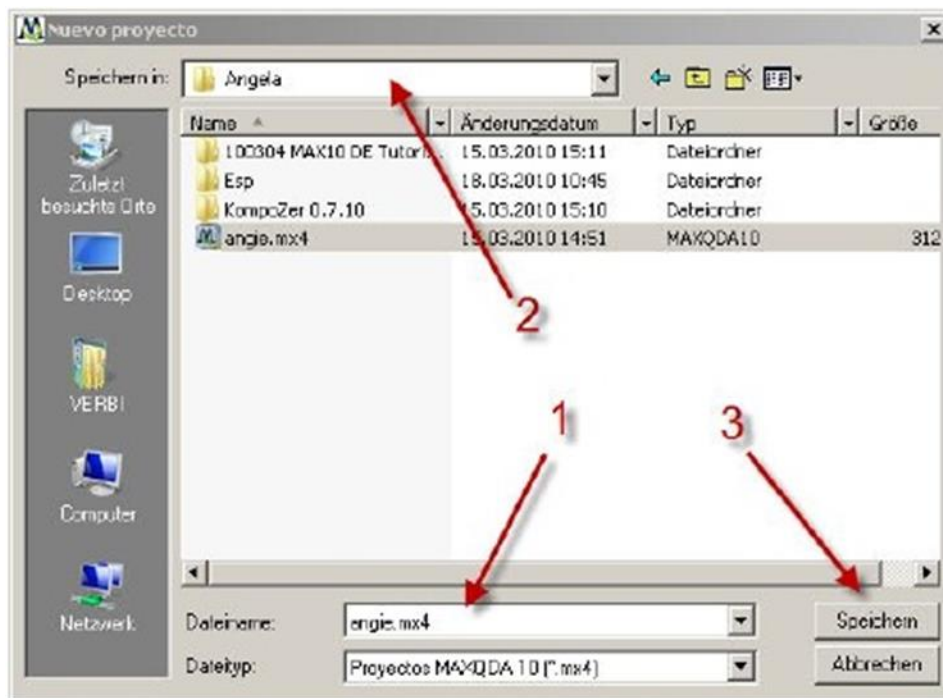 Nuevo proyecto
Speichern in: Angela
Name Änderungsdatum Typ Größe
100304 MAX10 DE Tutori... 15.03.2010 15:11 Dateiordner
Esp 18.03.2010 10:45 Dateiordner
KompoZer 0.7.10 15.03.2010 15:10 Dateiordner
angie.mx4 15.03.2010 14:51 MAXQDA10 312
Zuletzt
besuchte Orte
Desktop
VERBI
Computer
Netzwerk
2
1
3
Dateiname: angie.mx4 Speichern
Dateityp: Proyectos MAXQDA 10 (*.mx4) Abbrechen